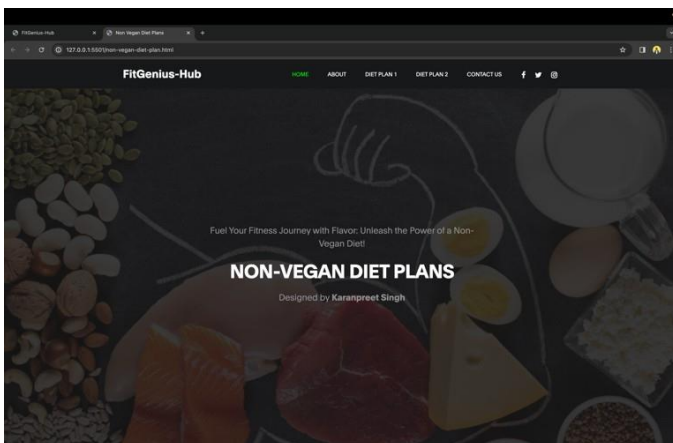 FitGenius-Hub
Non Vegan Diet Plans
127.0.0.1:5501/non-vegan-diet-plan.html
FitGenius-Hub
HOME ABOUT DIET PLAN 1 DIET PLAN 2 CONTACT US
Fuel Your Fitness Journey with Flavor: Unleash the Power of a Non-
Vegan Diet!
NON-VEGAN DIET PLANS
Designed by Karanpreet Singh